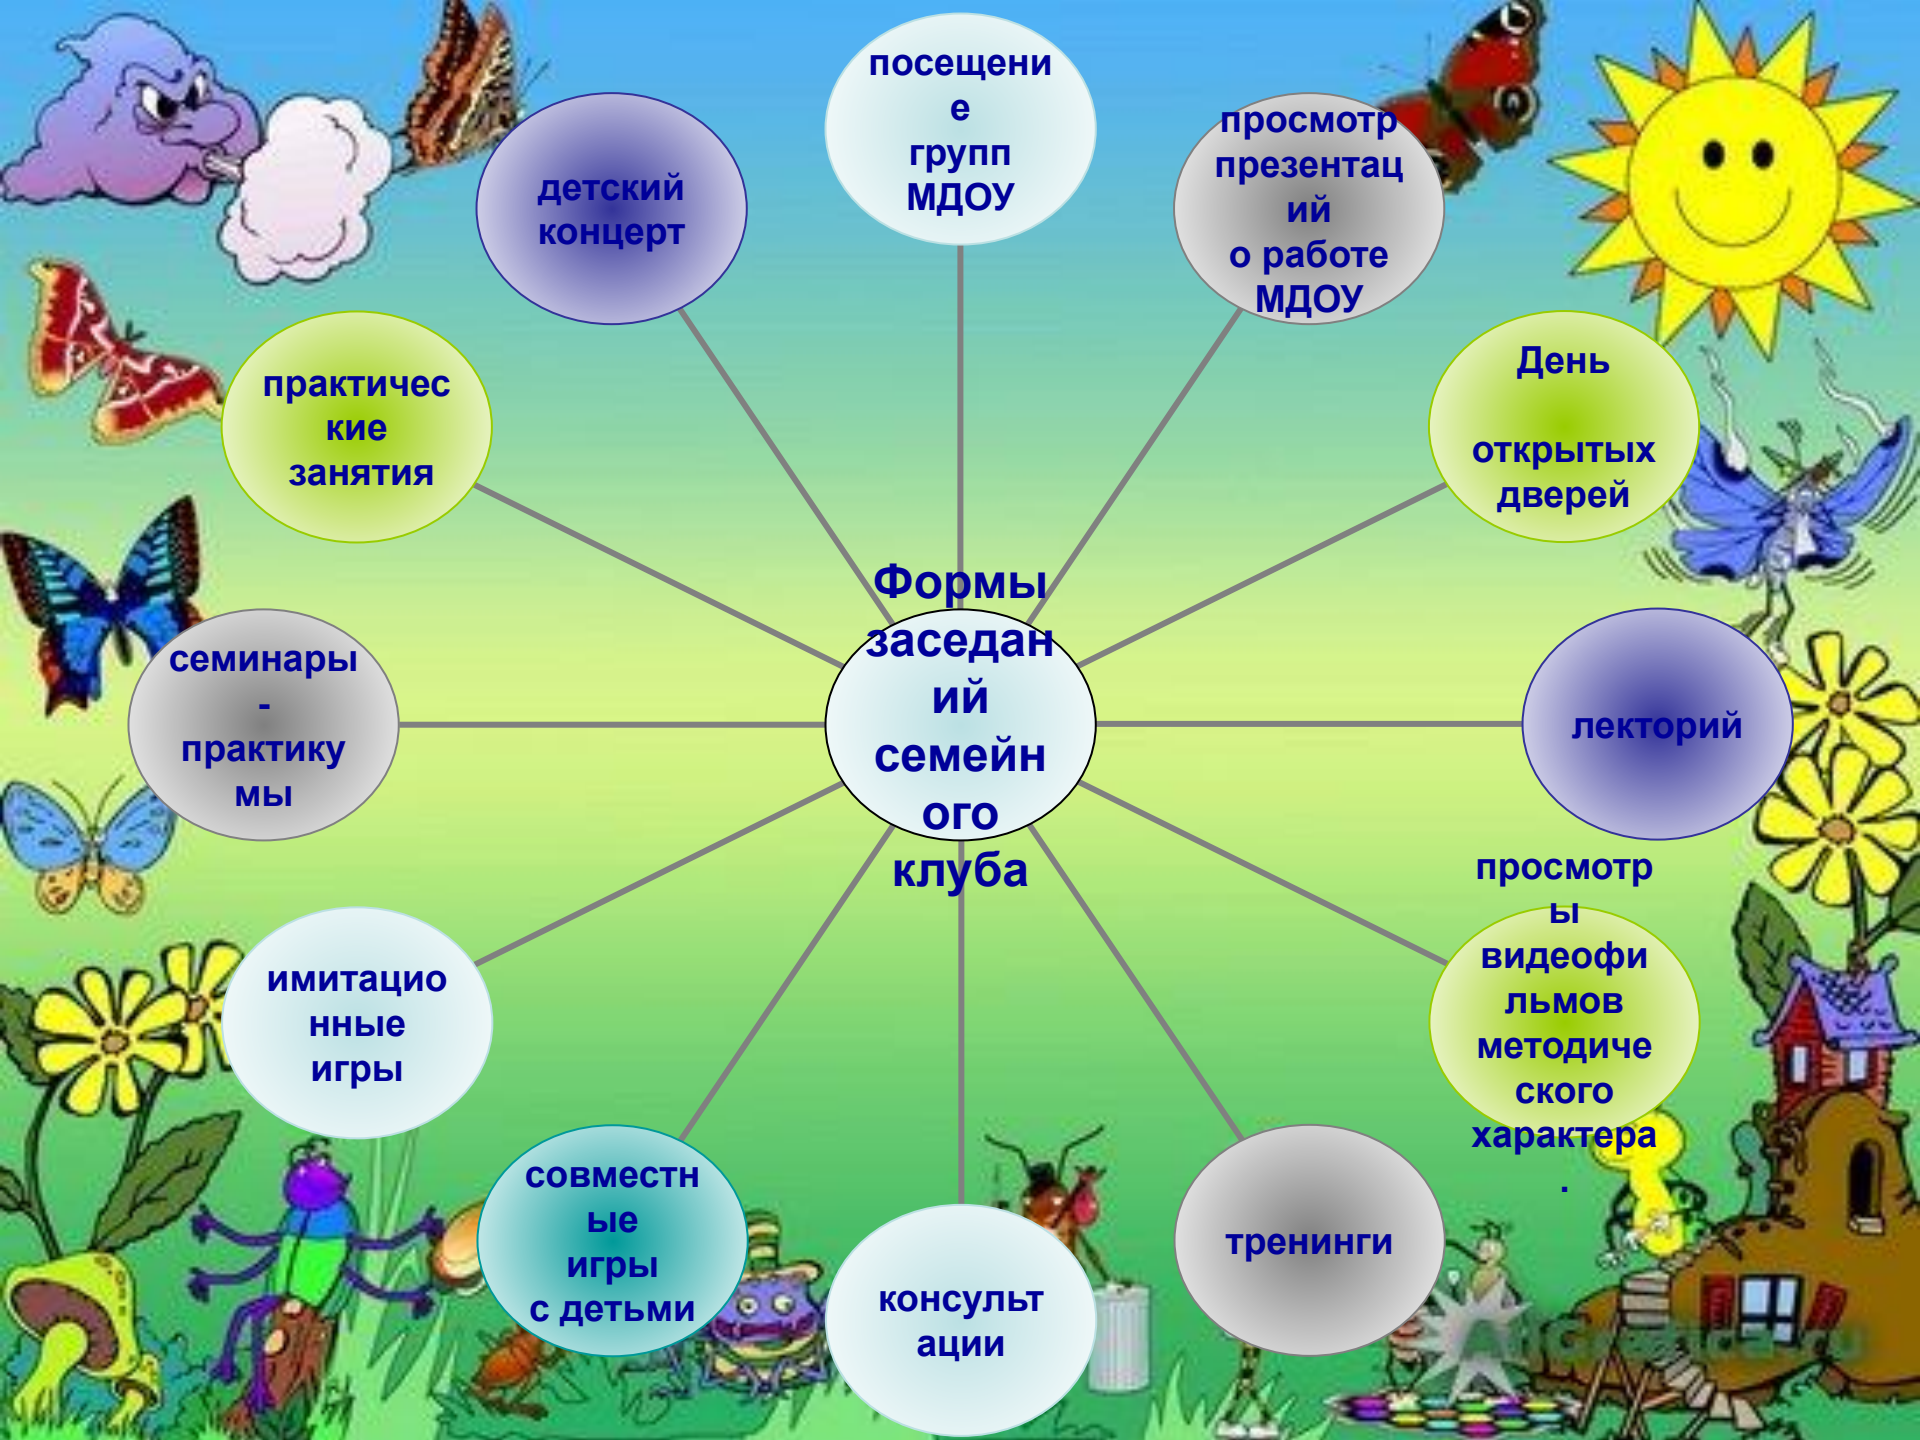 посещени
е
групп
МДОУ
просмотр
презентац
ий
о работе
МДОУ
День
открытых
дверей
лекторий
просмотр
ы
видеофи
льмов
методиче
ского
характера
.
тренинги
консульт
ации
совместн
ые
игры
с детьми
имитацио
нные
игры
семинары
-
практику
мы
практичес
кие
занятия
детский
концерт
Формы
заседан
ий
семейн
ого
клуба